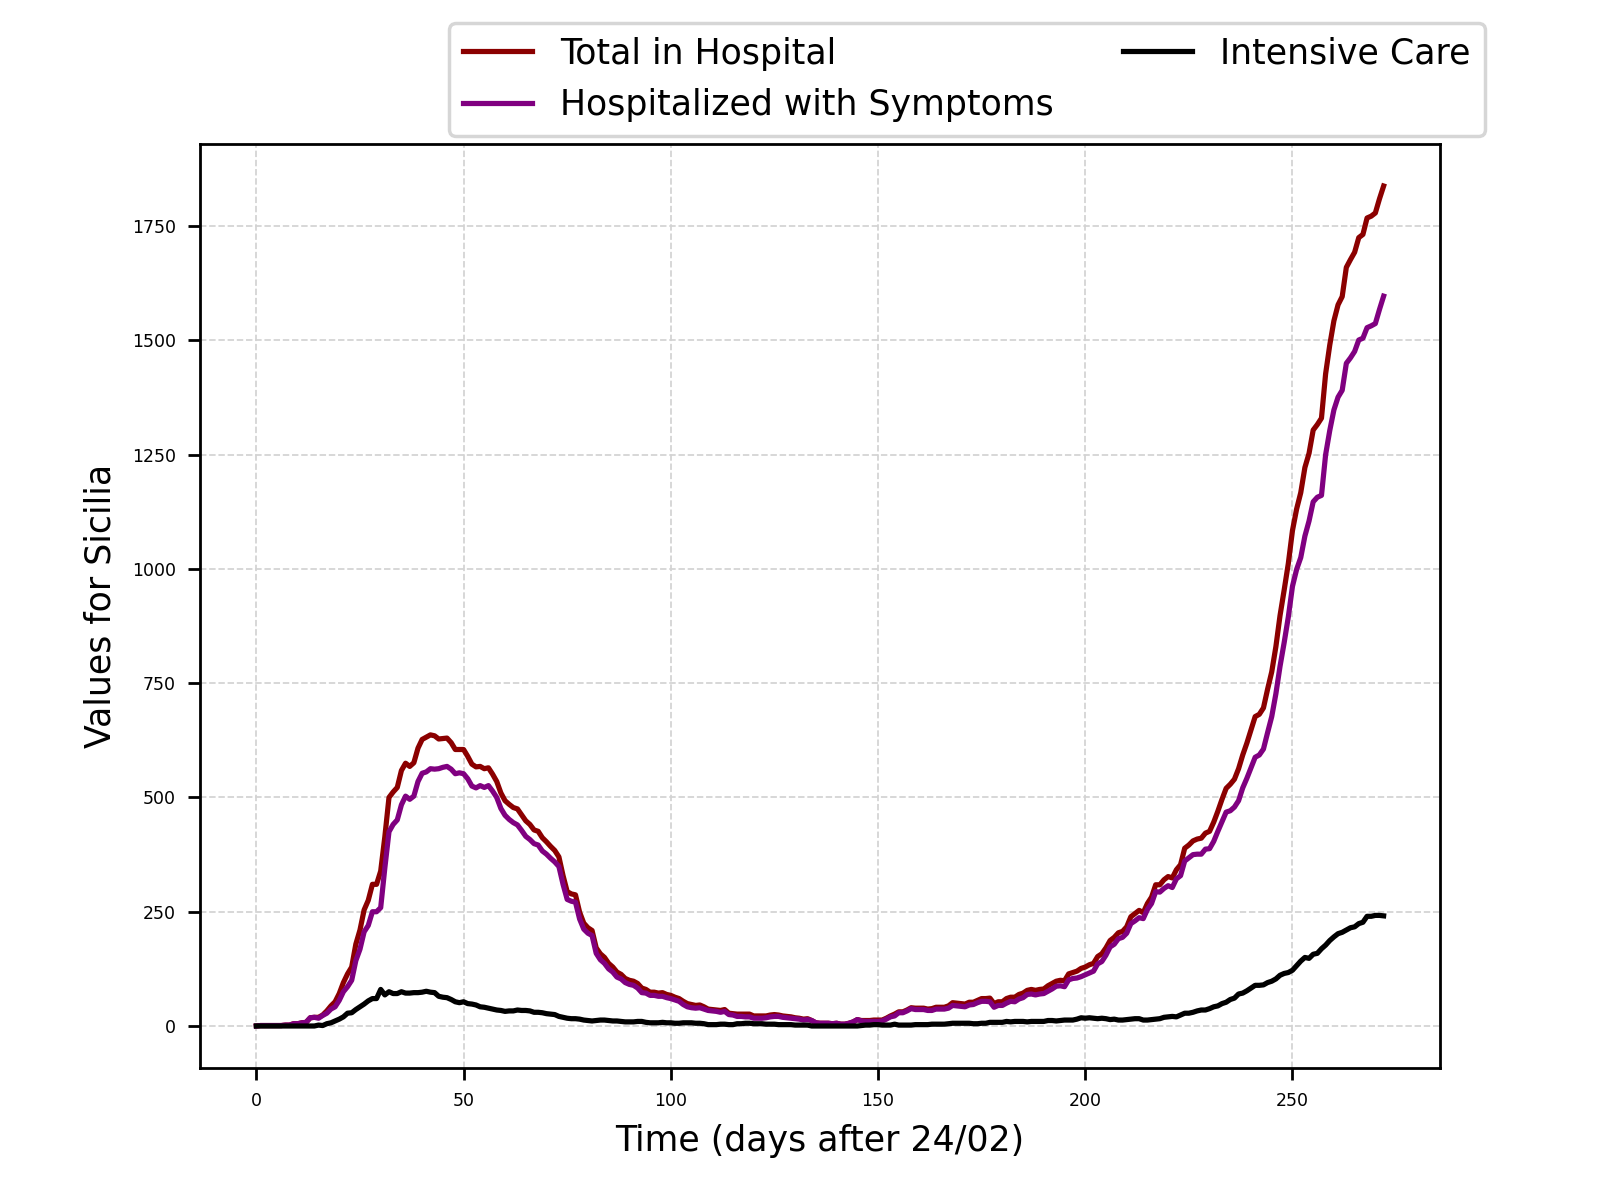 Total in Hospital
Hospitalized with Symptoms
Intensive Care
Values for Sicilia
1750
1500
1250
1000
750
500
250
0
0 50 100 150 200 250
Time (days after 24/02)